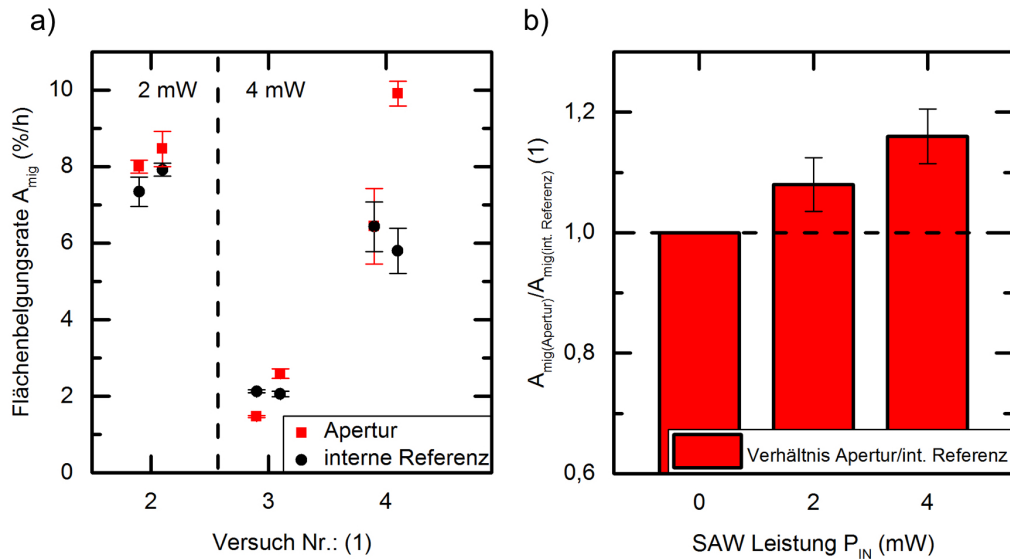 a)
Flächenbelgungsrate A_mig (%/h)
10
8
6
4
2
0
2 mW
4 mW
Apertur
interne Referenz
2
3
4
Versuch Nr.: (1)
b)
A_mig(Apertur)/A_mig(int. Referenz) (1)
1,2
1,0
0,8
0,6
Verhältnis Apertur/int. Referenz
0
2
4
SAW Leistung P_IN (mW)